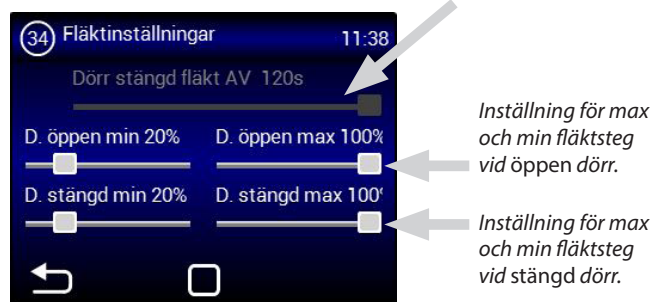 34 Fläktinställningar 11:38
Dörr stängd fläkt AV 120s
D. öppen min 20% D. öppen max 100%
D. stängd min 20% D. stängd max 100%
Inställning för max
och min fläktsteg
vid öppen dörr.
Inställning för max
och min fläktsteg
vid stängd dörr.